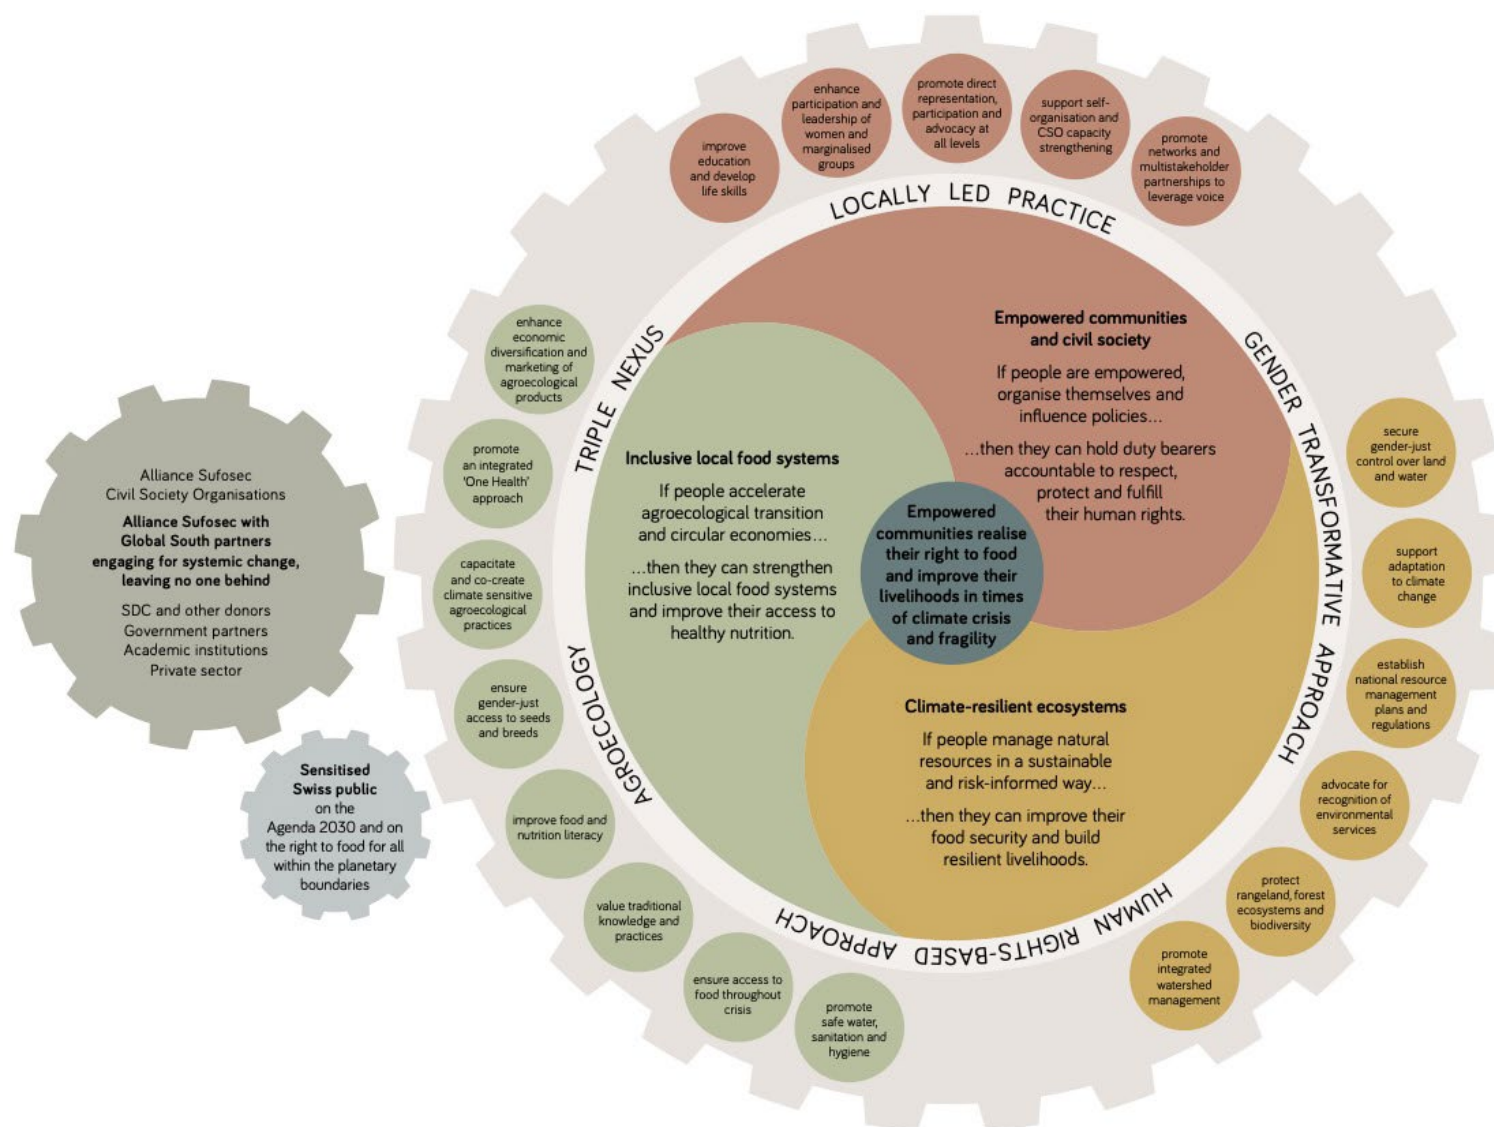 Alliance Sufosec
Civil Society Organisations
Alliance Sufosec with
Global South partners
engaging for systemic change,
leaving no one behind
SDC and other donors
Government partners
Academic institutions
Private sector
Sensitised
Swiss public
on the
Agenda 2030 and on
the right to food for all
within the planetary
boundaries
improve
education
and develop
life skills
enhance
participation and
leadership of
women and
marginalised
groups
promote direct
representation,
participation and
advocacy at
all levels
support self-
organisation and
CSO capacity
strengthening
promote
networks and
multistakeholder
partnerships to
leverage voice
LOCALLY LED PRACTICE
TRIPLE NEXUS
GENDER TRANSFORMATIVE APPROACH
AGROECOLOGY
HUMAN RIGHTS-BASED APPROACH
enhance
economic
diversification and
marketing of
agroecological
products
promote
an integrated
'One Health'
approach
capacitate
and co-create
climate sensitive
agroecological
practices
ensure
gender-just
access to seeds
and breeds
improve food and
nutrition literacy
value traditional
knowledge and
practices
ensure access to
food throughout
crisis
promote
safe water,
sanitation and
hygiene
Empowered communities
and civil society
If people are empowered,
organise themselves and
influence policies...
...then they can hold duty bearers
accountable to respect,
protect and fulfill
their human rights.
Inclusive local food systems
If people accelerate
agroecological transition
and circular economies...
...then they can strengthen
inclusive local food systems
and improve their access to
healthy nutrition.
Empowered
communities realise
their right to food
and improve their
livelihoods in times
of climate crisis
and fragility
Climate-resilient ecosystems
If people manage natural
resources in a sustainable
and risk-informed way...
...then they can improve their
food security and build
resilient livelihoods.
secure
gender-just
control over land
and water
support
adaptation
to climate
change
establish
national resource
management
plans and
regulations
advocate for
recognition of
environmental
services
protect
rangeland, forest
ecosystems and
biodiversity
promote
integrated
watershed
management